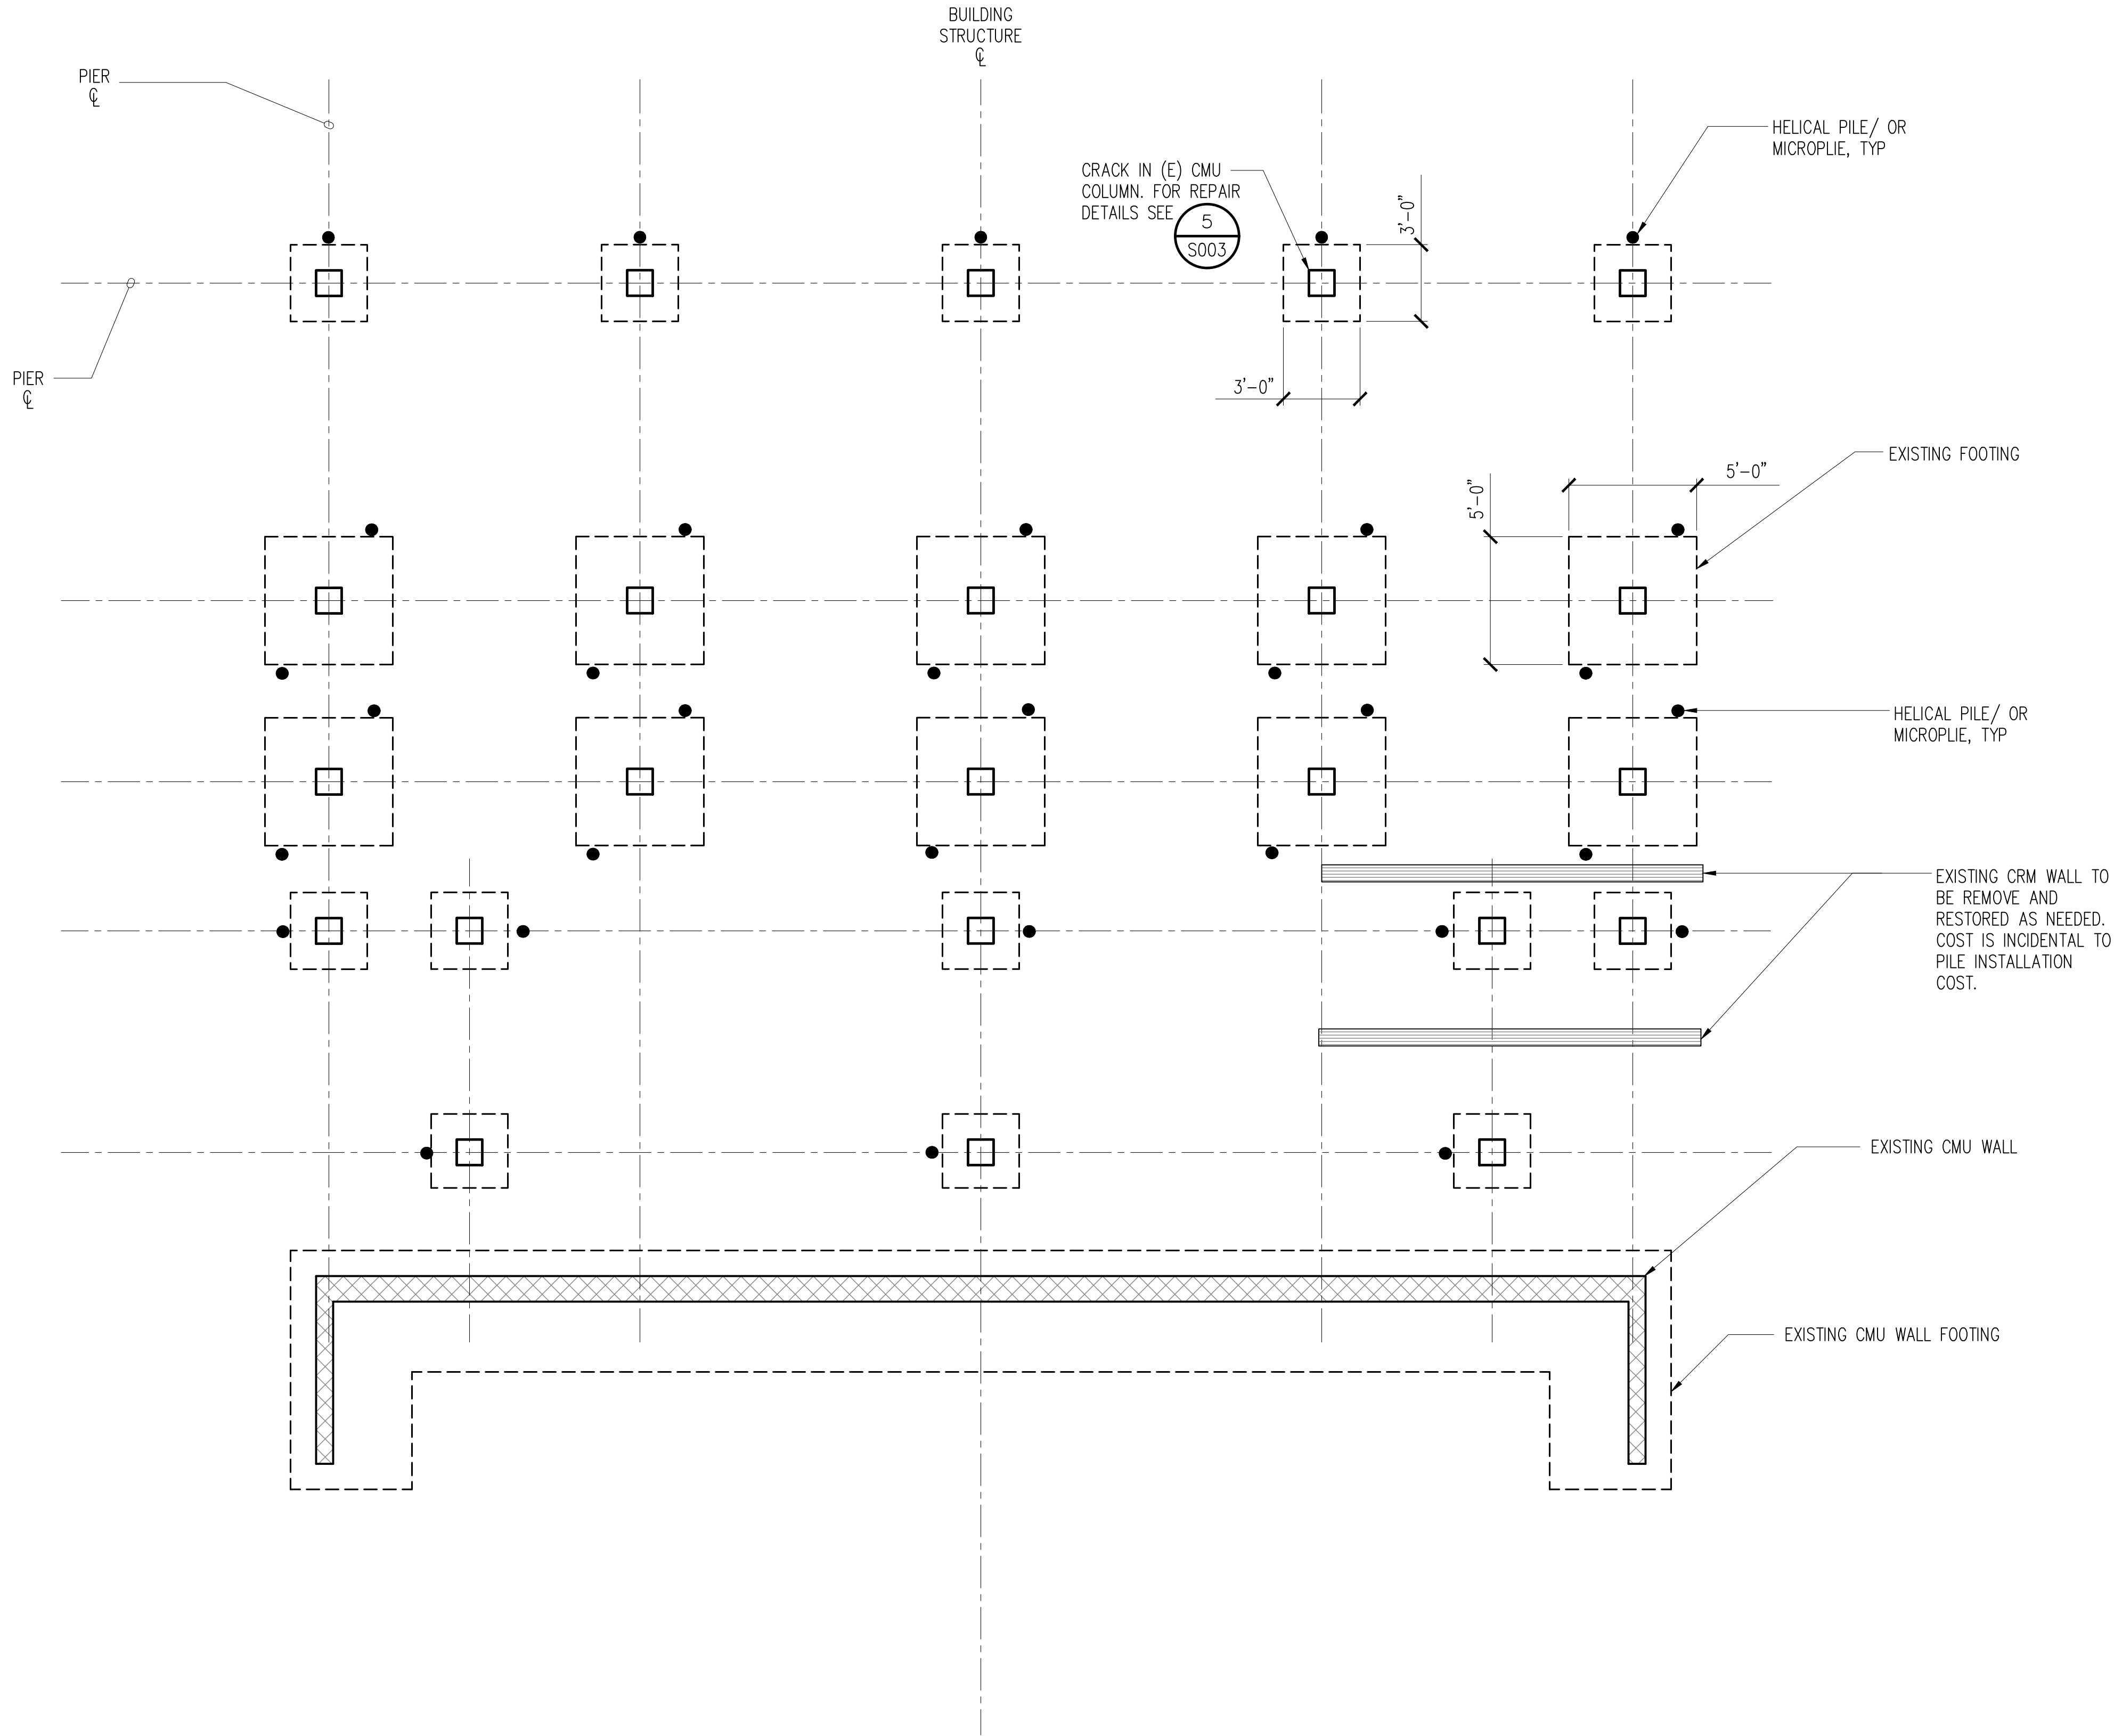 BUILDING
STRUCTURE
℄
PIER
℄
HELICAL PILE/ OR
MICROPLIE, TYP
CRACK IN (E) CMU
COLUMN. FOR REPAIR
DETAILS SEE
5
S003
3'-0"
3'-0"
PIER
℄
EXISTING FOOTING
5'-0"
5'-0"
HELICAL PILE/ OR
MICROPLIE, TYP
EXISTING CRM WALL TO
BE REMOVE AND
RESTORED AS NEEDED.
COST IS INCIDENTAL TO
PILE INSTALLATION
COST.
EXISTING CMU WALL
EXISTING CMU WALL FOOTING